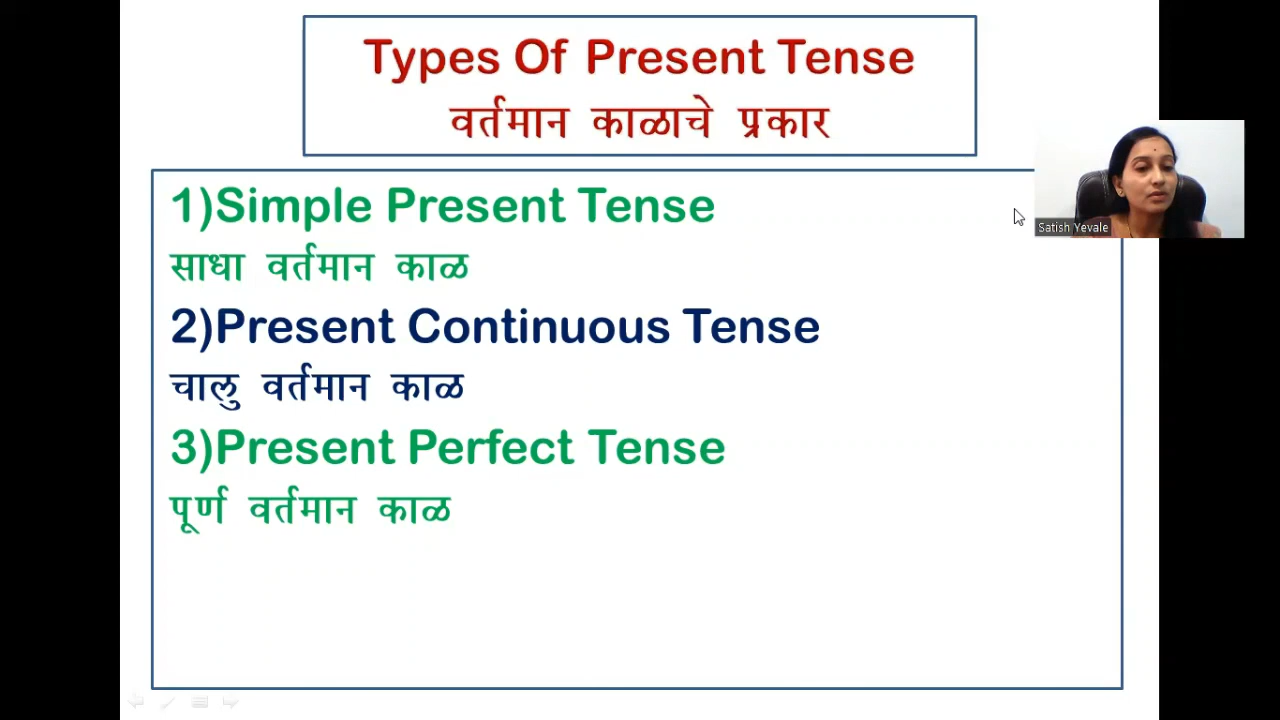 Types Of Present Tense
वर्तमान काळाचे प्रकार
1)Simple Present Tense
साधा वर्तमान काळ
2)Present Continuous Tense
चालु वर्तमान काळ
3)Present Perfect Tense
पूर्ण वर्तमान काळ
Satish Yevale